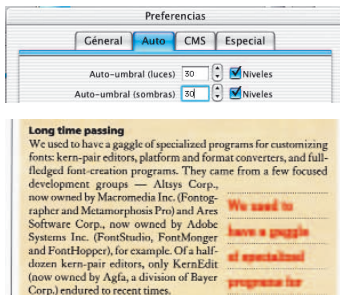 Preferencias
Géneral Auto CMS Especial
Auto-umbral (luces) 30 Niveles
Auto-umbral (sombras) 30 Niveles
Long time passing
We used to have a gaggle of specialized programs for customizing
fonts: kern-pair editors, platform and format converters, and full-
fledged font-creation programs. They came from a few focused
development groups — Altsys Corp.,
now owned by Macromedia Inc. (Fontog-
rapher and Metamorphosis Pro) and Ares
Software Corp., now owned by Adobe
Systems Inc. (FontStudio, FontMonger
and FontHopper), for example. Of a half-
dozen kern-pair editors, only KernEdit
(now owned by Agfa, a division of Bayer
Corp.) endured to recent times.
We used to
have a gaggle
of specialized
programs for